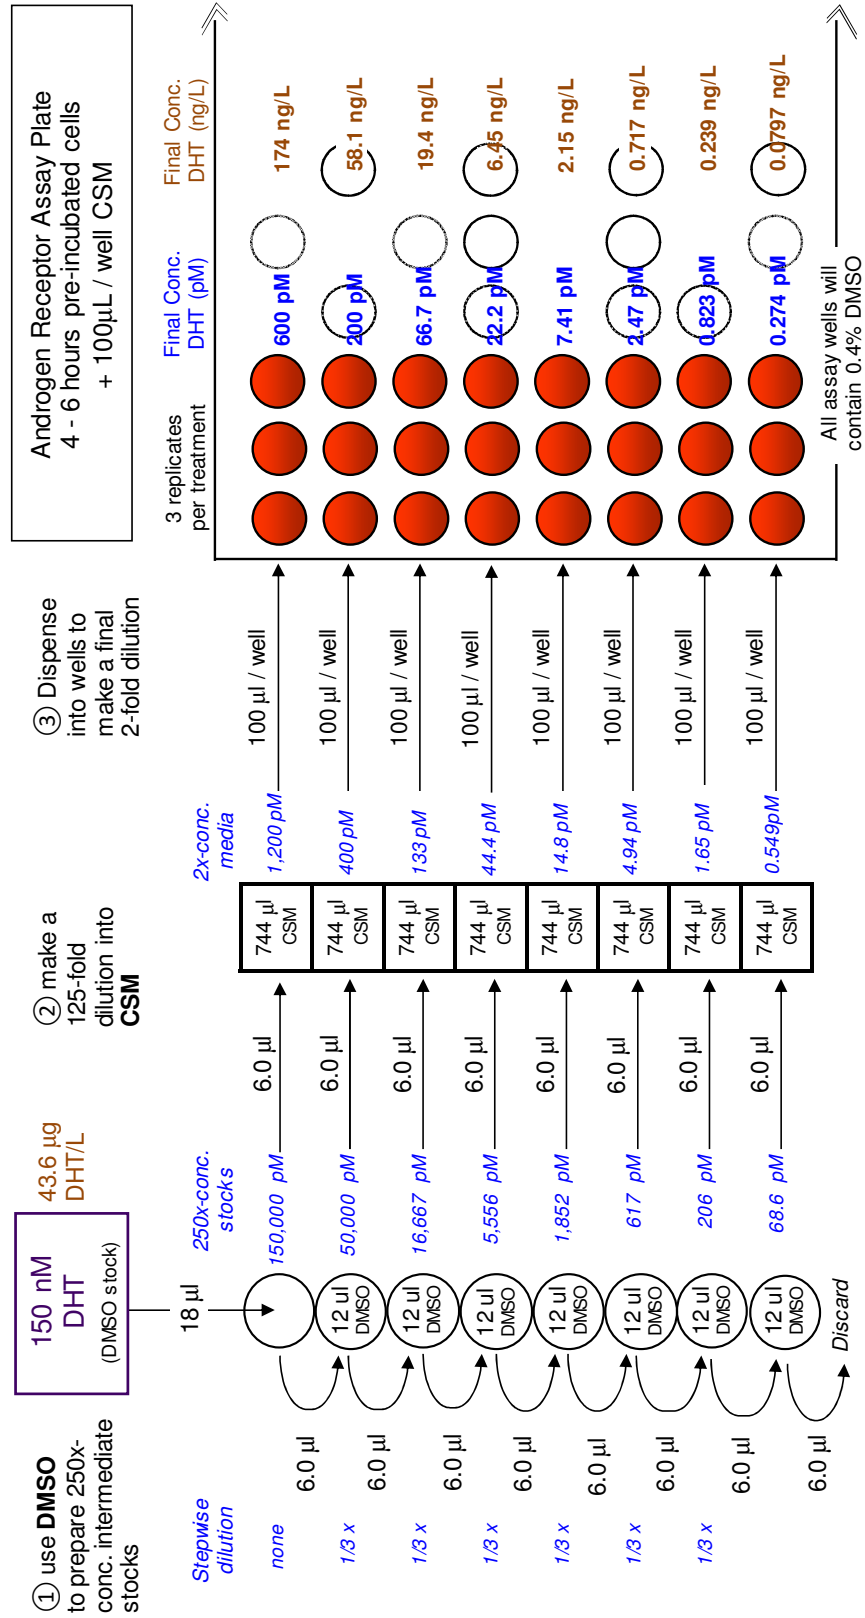 ① use DMSO
to prepare 250x-
conc. intermediate
stocks
150 nM
DHT
(DMSO stock)
43.6 µg
DHT/L
② make a
125-fold
dilution into
CSM
③ Dispense
into wells to
make a final
2-fold dilution
Androgen Receptor Assay Plate
4 - 6 hours pre-incubated cells
+ 100µL / well CSM
18 µl
Stepwise
dilution
250x-conc.
stocks
2x-conc.
media
3 replicates
per treatment
Final Conc.
DHT (pM)
Final Conc.
DHT (ng/L)
none
150,000 pM
6.0 µl
744 µl
CSM
1,200 pM
100 µl / well
600 pM
174 ng/L
6.0 µl
1/3 x
12 ul
DMSO
50,000 pM
6.0 µl
744 µl
CSM
400 pM
100 µl / well
200 pM
58.1 ng/L
6.0 µl
1/3 x
12 ul
DMSO
16,667 pM
6.0 µl
744 µl
CSM
133 pM
100 µl / well
66.7 pM
19.4 ng/L
6.0 µl
1/3 x
12 ul
DMSO
5,556 pM
6.0 µl
744 µl
CSM
44.4 pM
100 µl / well
22.2 pM
6.45 ng/L
6.0 µl
1/3 x
12 ul
DMSO
1,852 pM
6.0 µl
744 µl
CSM
14.8 pM
100 µl / well
7.41 pM
2.15 ng/L
6.0 µl
1/3 x
12 ul
DMSO
617 pM
6.0 µl
744 µl
CSM
4.94 pM
100 µl / well
2.47 pM
0.717 ng/L
6.0 µl
1/3 x
12 ul
DMSO
206 pM
6.0 µl
744 µl
CSM
1.65 pM
100 µl / well
0.823 pM
0.239 ng/L
6.0 µl
12 ul
DMSO
68.6 pM
6.0 µl
744 µl
CSM
0.549pM
100 µl / well
0.274 pM
0.0797 ng/L
6.0 µl
Discard
All assay wells will
contain 0.4% DMSO